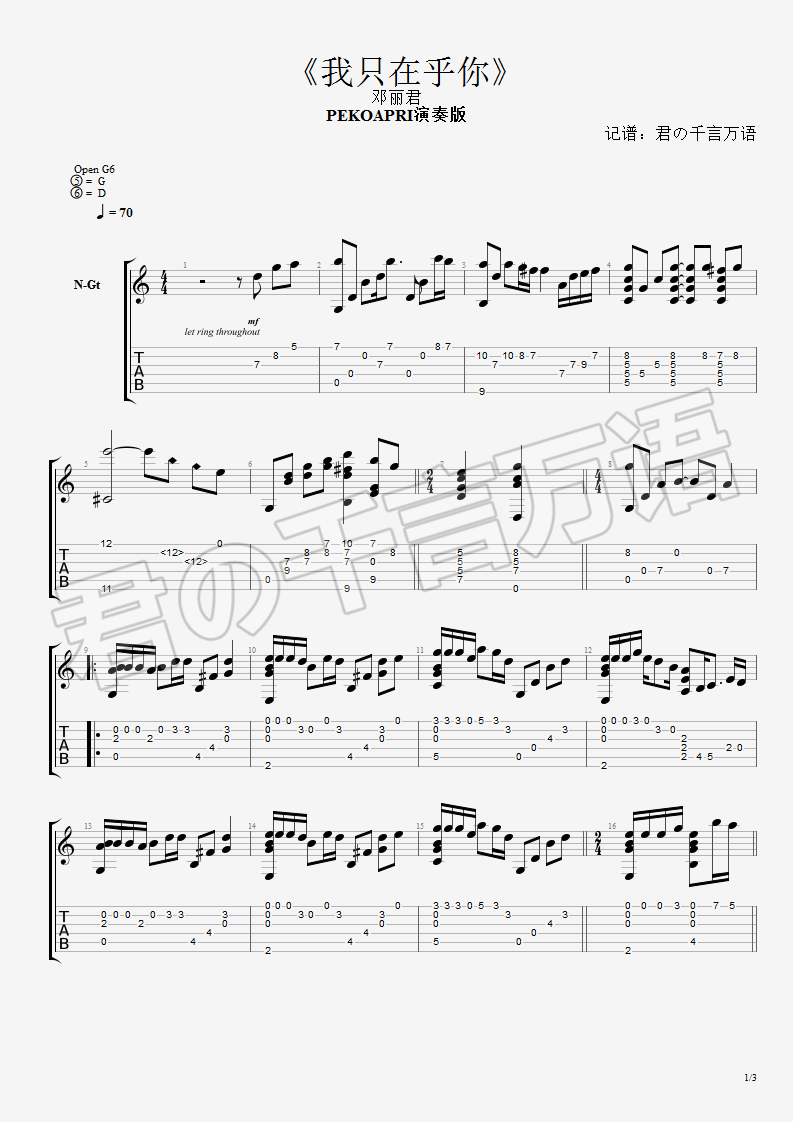 《我只在乎你》
邓丽君
PEKOAPRI演奏版
记谱：君の千言万语
Open G6
⑤ = G
⑥ = D
♩ = 70
N-Gt
mf
let ring throughout
君の千言万语
1/3